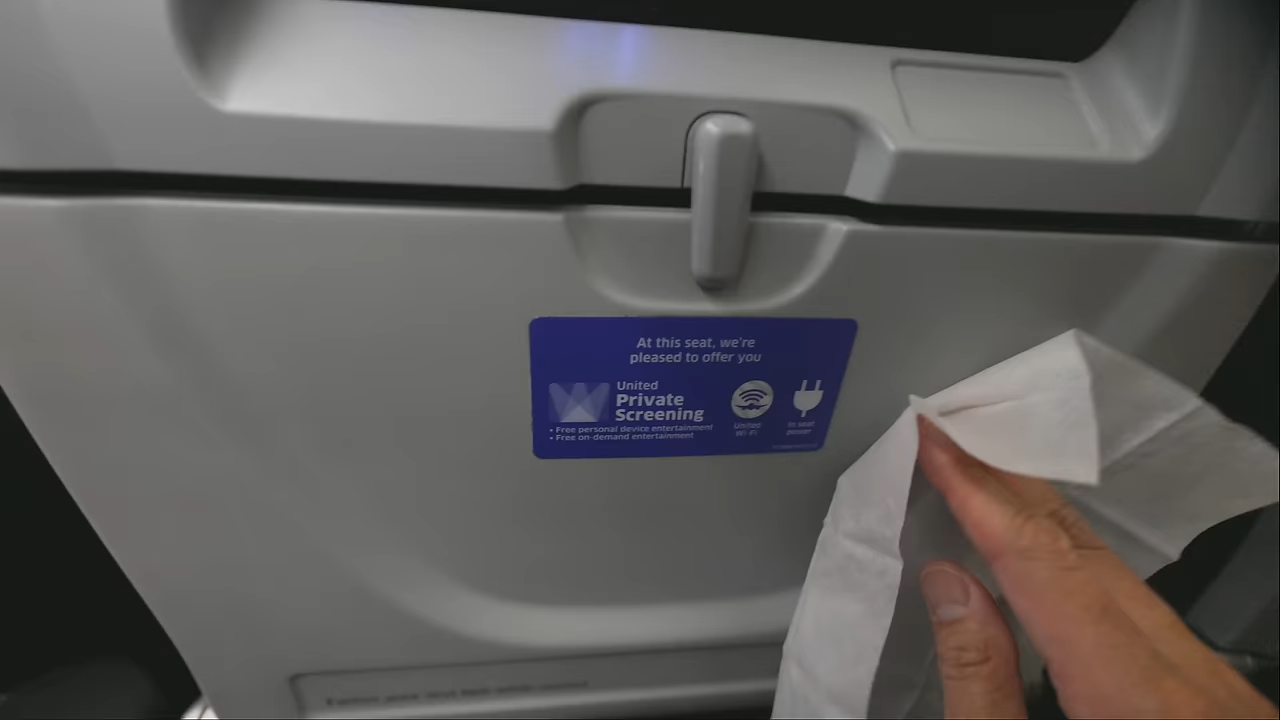 At this seat, we're
pleased to offer you
United
Private
Screening
• Free personal device entertainment
• Free on-demand entertainment
United
Wi-Fi
In seat
power